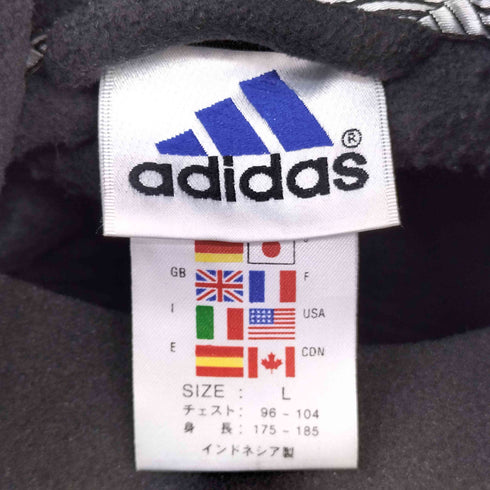 adidas®
GB F
I USA
E CDN
SIZE: L
チェスト: 96 - 104
身 長: 175 - 185
インドネシア製